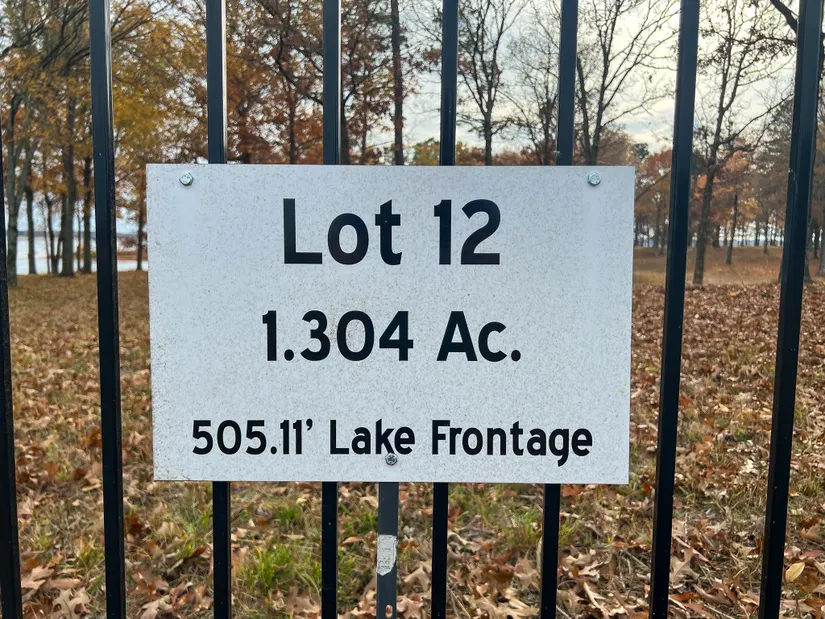 Lot 12
1.304 Ac.
505.11' Lake Frontage